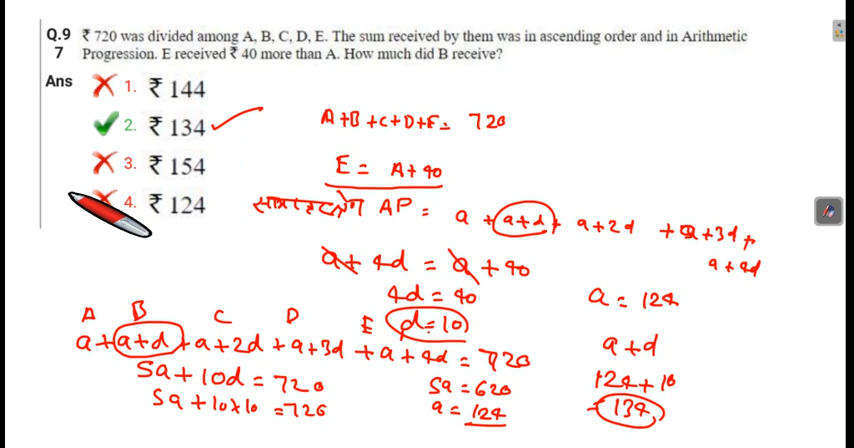 Q.9 ₹ 720 was divided among A, B, C, D, E. The sum received by them was in ascending order and in Arithmetic
7 Progression. E received ₹ 40 more than A. How much did B receive?
Ans
1. ₹ 144
2. ₹ 134
3. ₹ 154
4. ₹ 124
A+B+C+D+E= 720
E = A+40
AP = a + a+d + a+2d + a+3d +
a+4d
a+4d = a+40
4d = 40
d=10
A B C D E
a+a+d+a+2d+a+3d+a+4d=720
5a+10d=720
5a+10×10=720
5a=620
a=124
a=124
a+d
124+10
=134